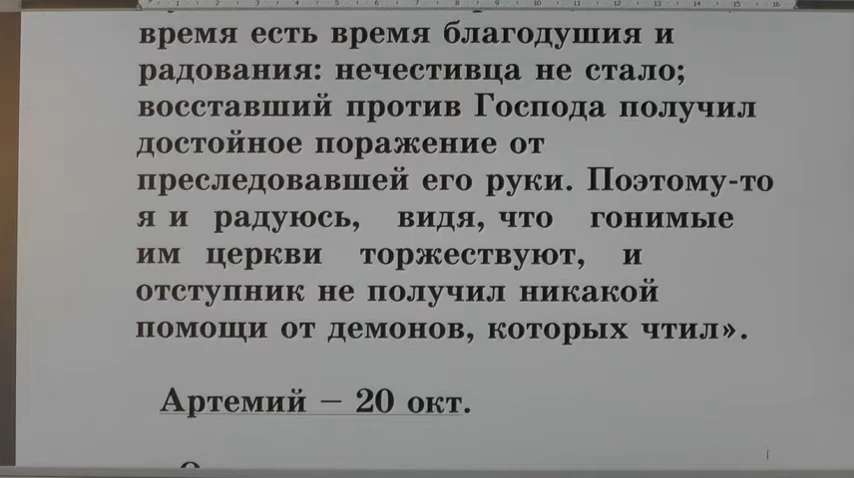 время есть время благодушия и
радования: нечестивца не стало;
восставший против Господа получил
достойное поражение от
преследовавшей его руки. Поэтому-то
я и радуюсь, видя, что гонимые
им церкви торжествуют, и
отступник не получил никакой
помощи от демонов, которых чтил».
Артемий – 20 окт.